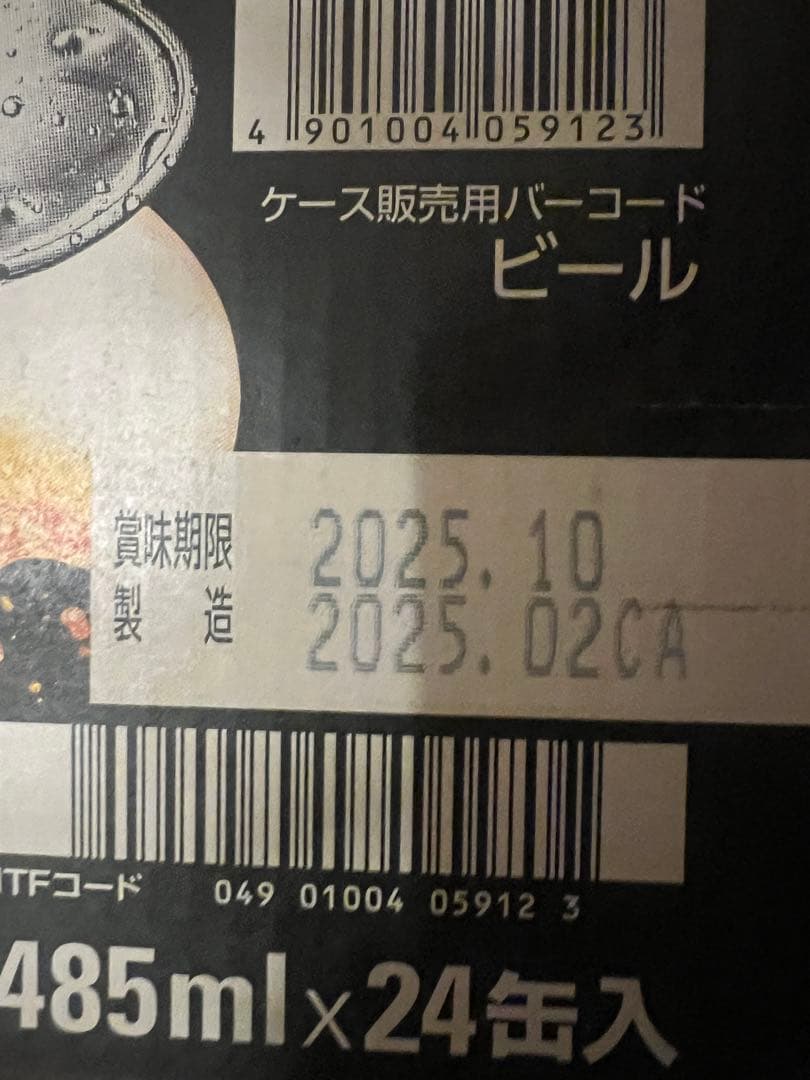 4 901004 059123
ケース販売用バーコード
ビール
賞味期限 2025.10
製造 2025.02CA
ITFコード 049 01004 05912 3
485ml×24缶入